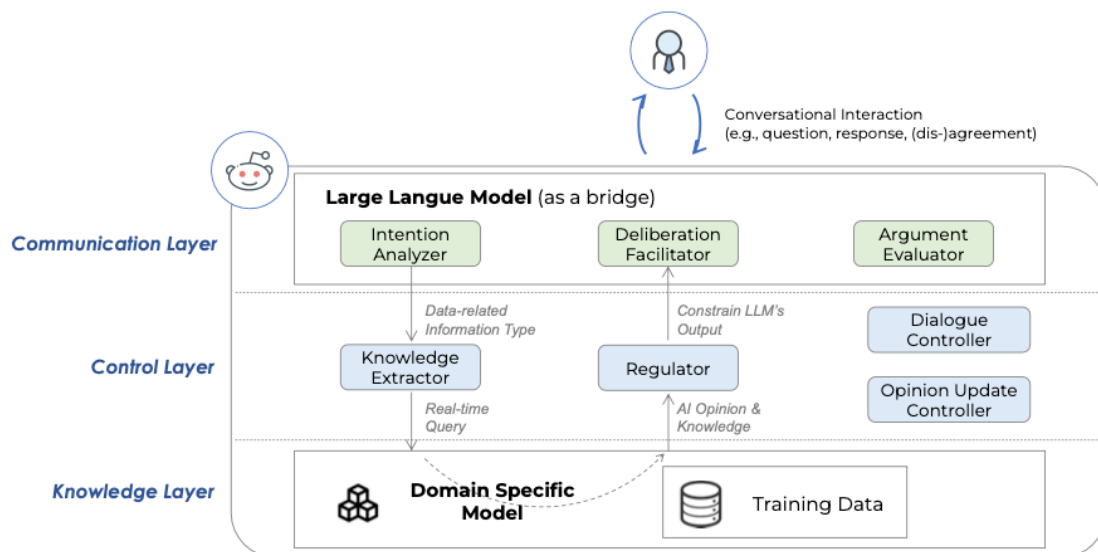 Conversational Interaction
(e.g., question, response, (dis-)agreement)
Large Langue Model (as a bridge)
Communication Layer
Intention
Analyzer
Deliberation
Facilitator
Argument
Evaluator
Data-related
Information Type
Constrain LLM's
Output
Dialogue
Controller
Control Layer
Knowledge
Extractor
Regulator
Opinion Update
Controller
Real-time
Query
AI Opinion &
Knowledge
Knowledge Layer
Domain Specific
Model
Training Data